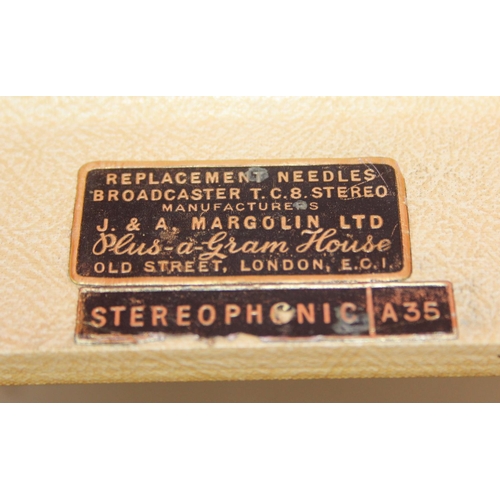 REPLACEMENT NEEDLES
BROADCASTER T.C.8. STEREO
MANUFACTURERS
J. & A. MARGOLIN LTD
Plus-a-Gram House
OLD STREET, LONDON, E.C.1.
STEREOPHONIC A35